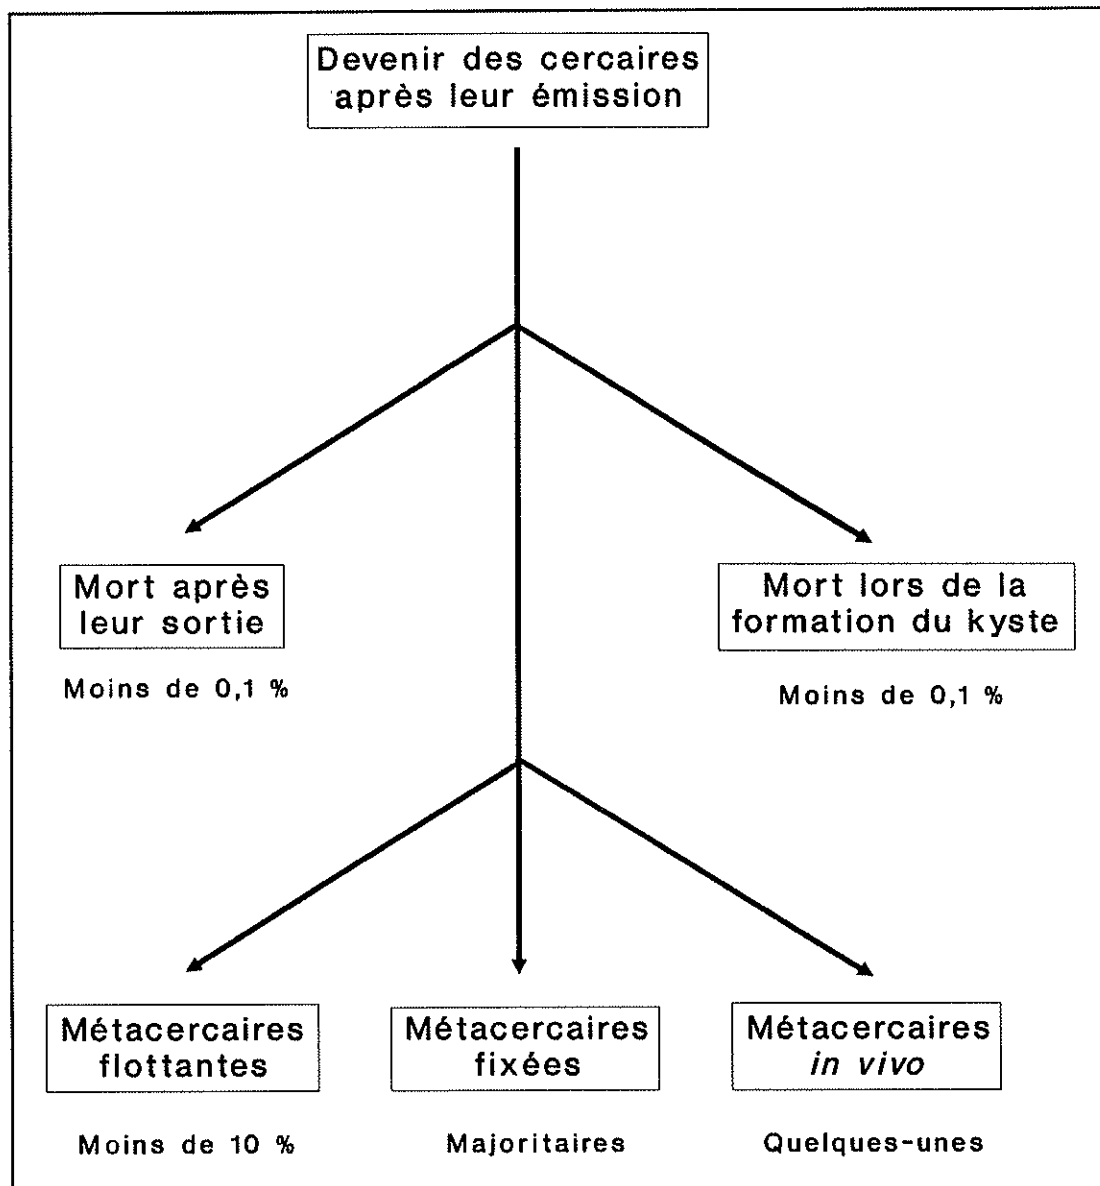 Devenir des cercaires
après leur émission
Mort après
leur sortie
Moins de 0,1 %
Mort lors de la
formation du kyste
Moins de 0,1 %
Métacercaires
flottantes
Moins de 10 %
Métacercaires
fixées
Majoritaires
Métacercaires
in vivo
Quelques-unes